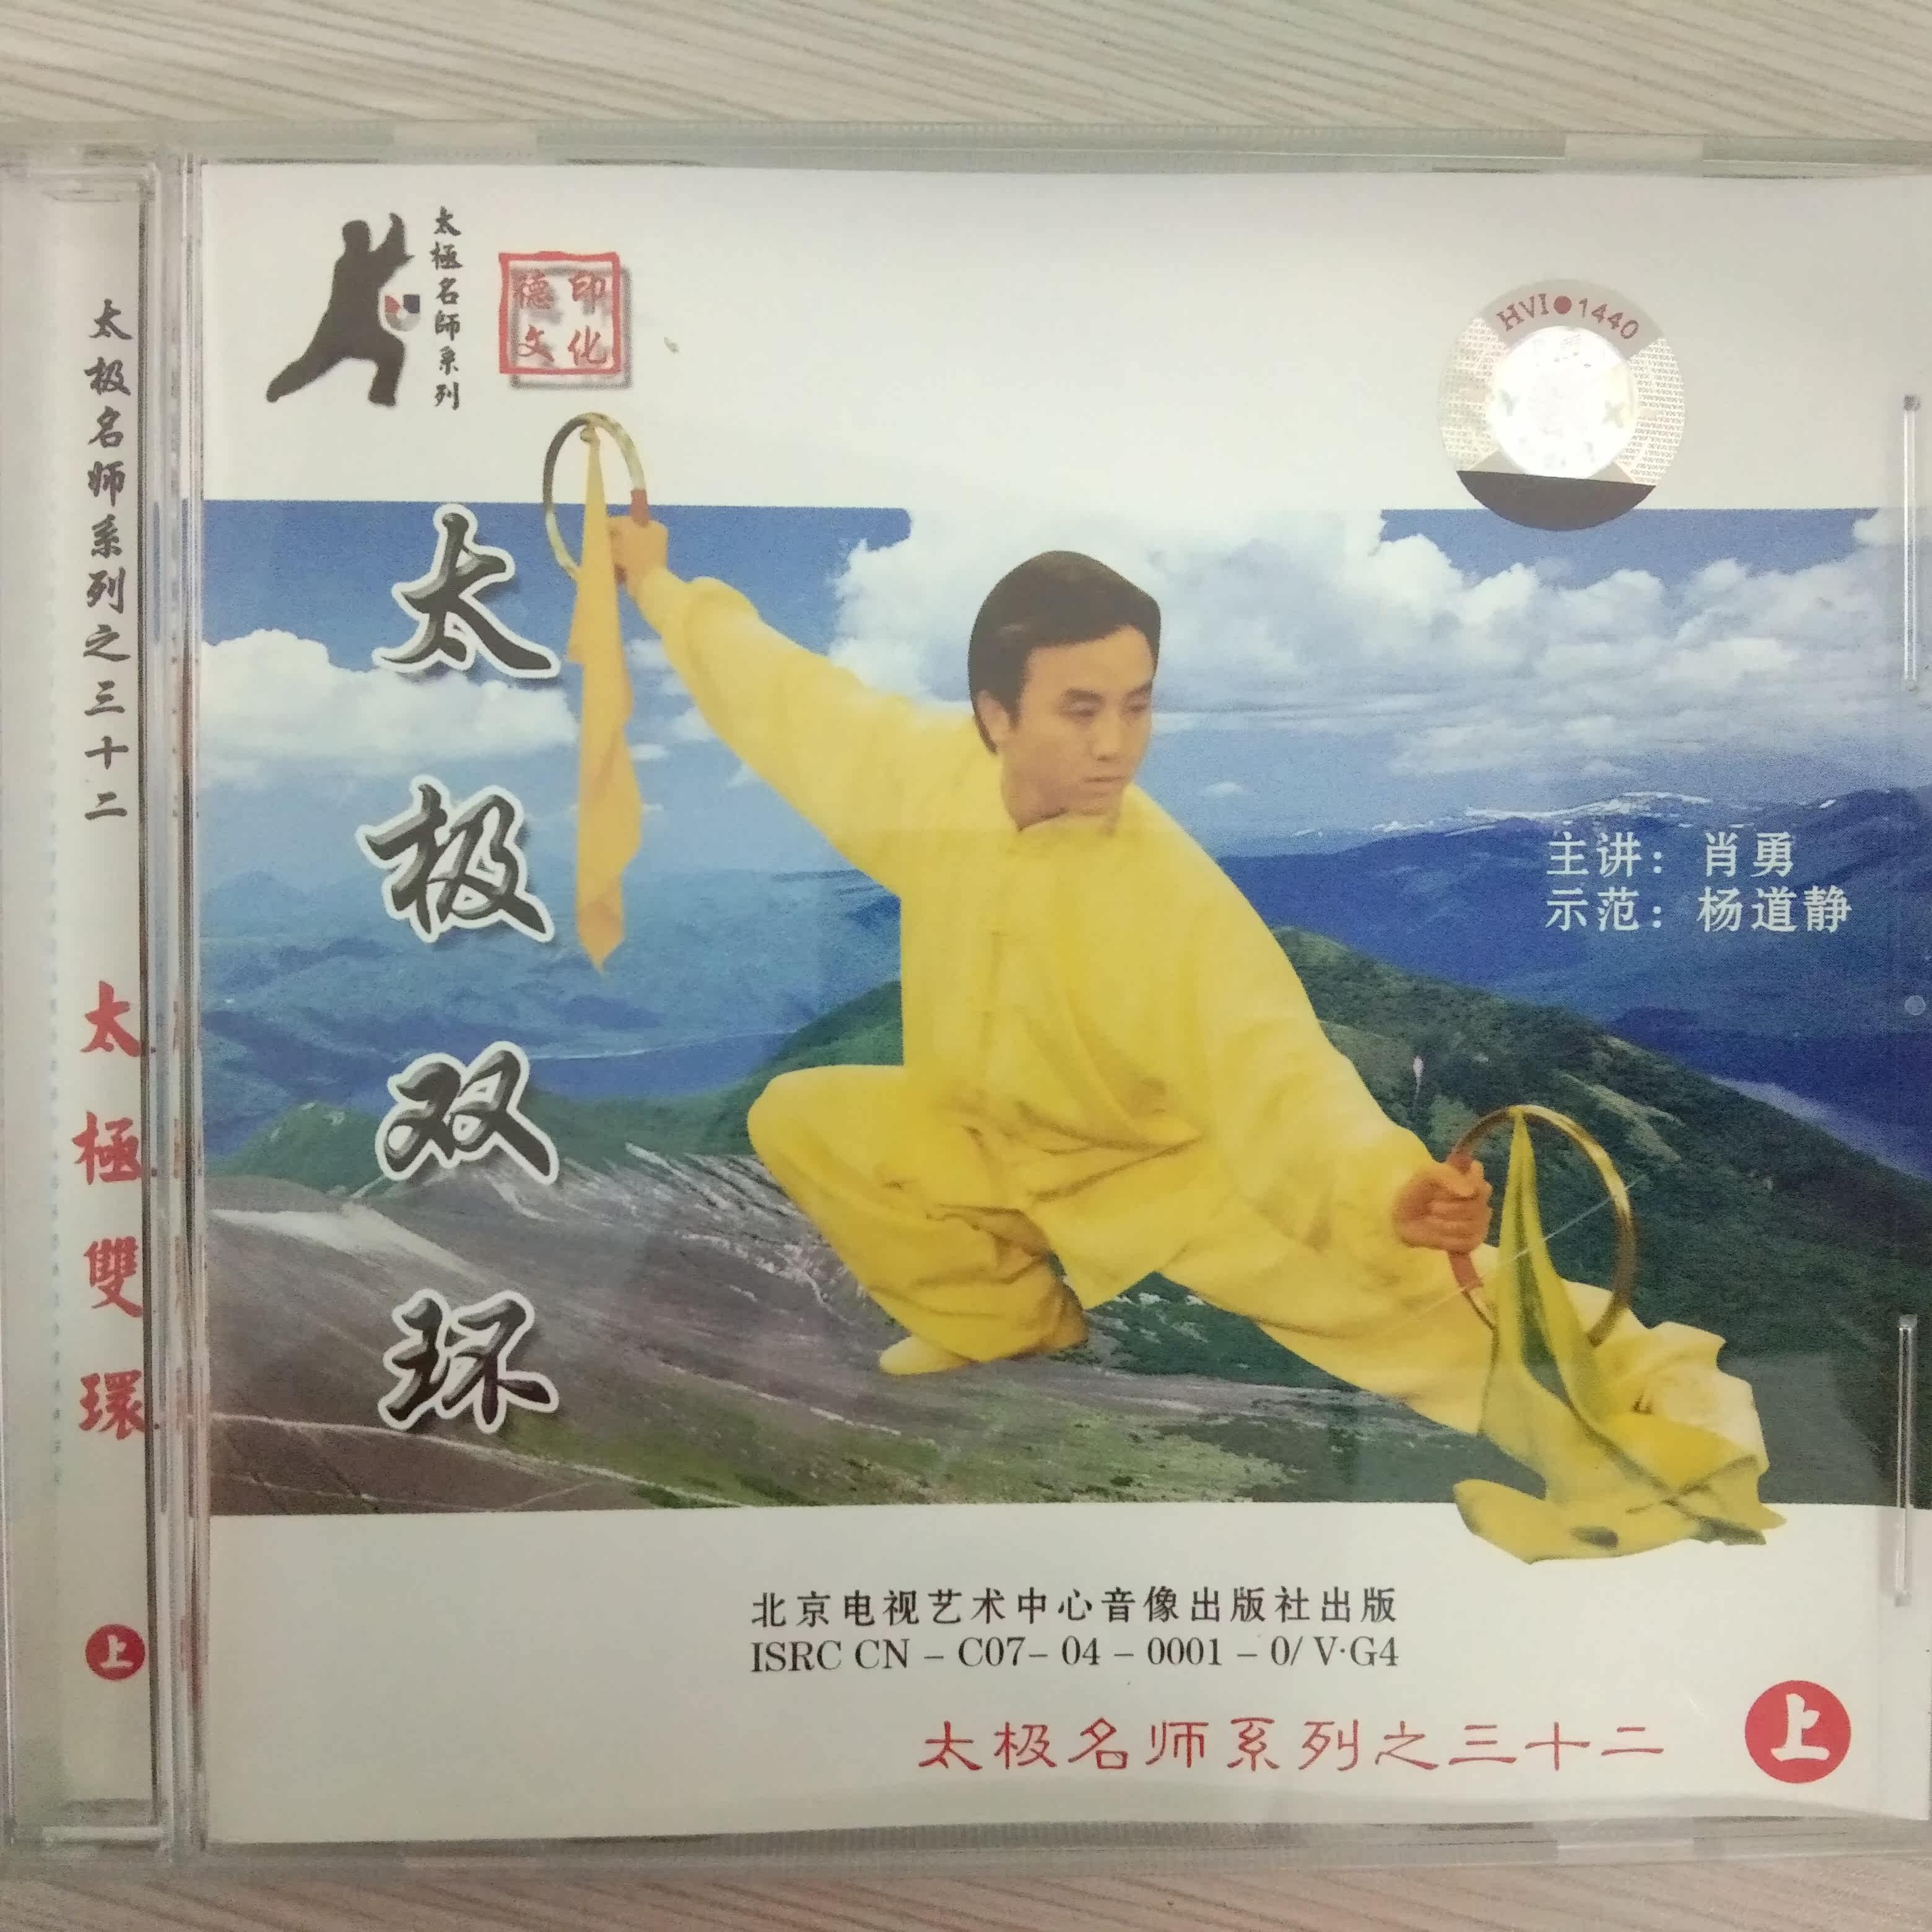 太极名师系列之三十二
太極雙環
上
太極名師系列
德印
文化
HVI●1440
太极双环
主讲：肖勇
示范：杨道静
北京电视艺术中心音像出版社出版
ISRC CN – C07– 04 – 0001 – 0/ V·G4
太极名师系列之三十二
上